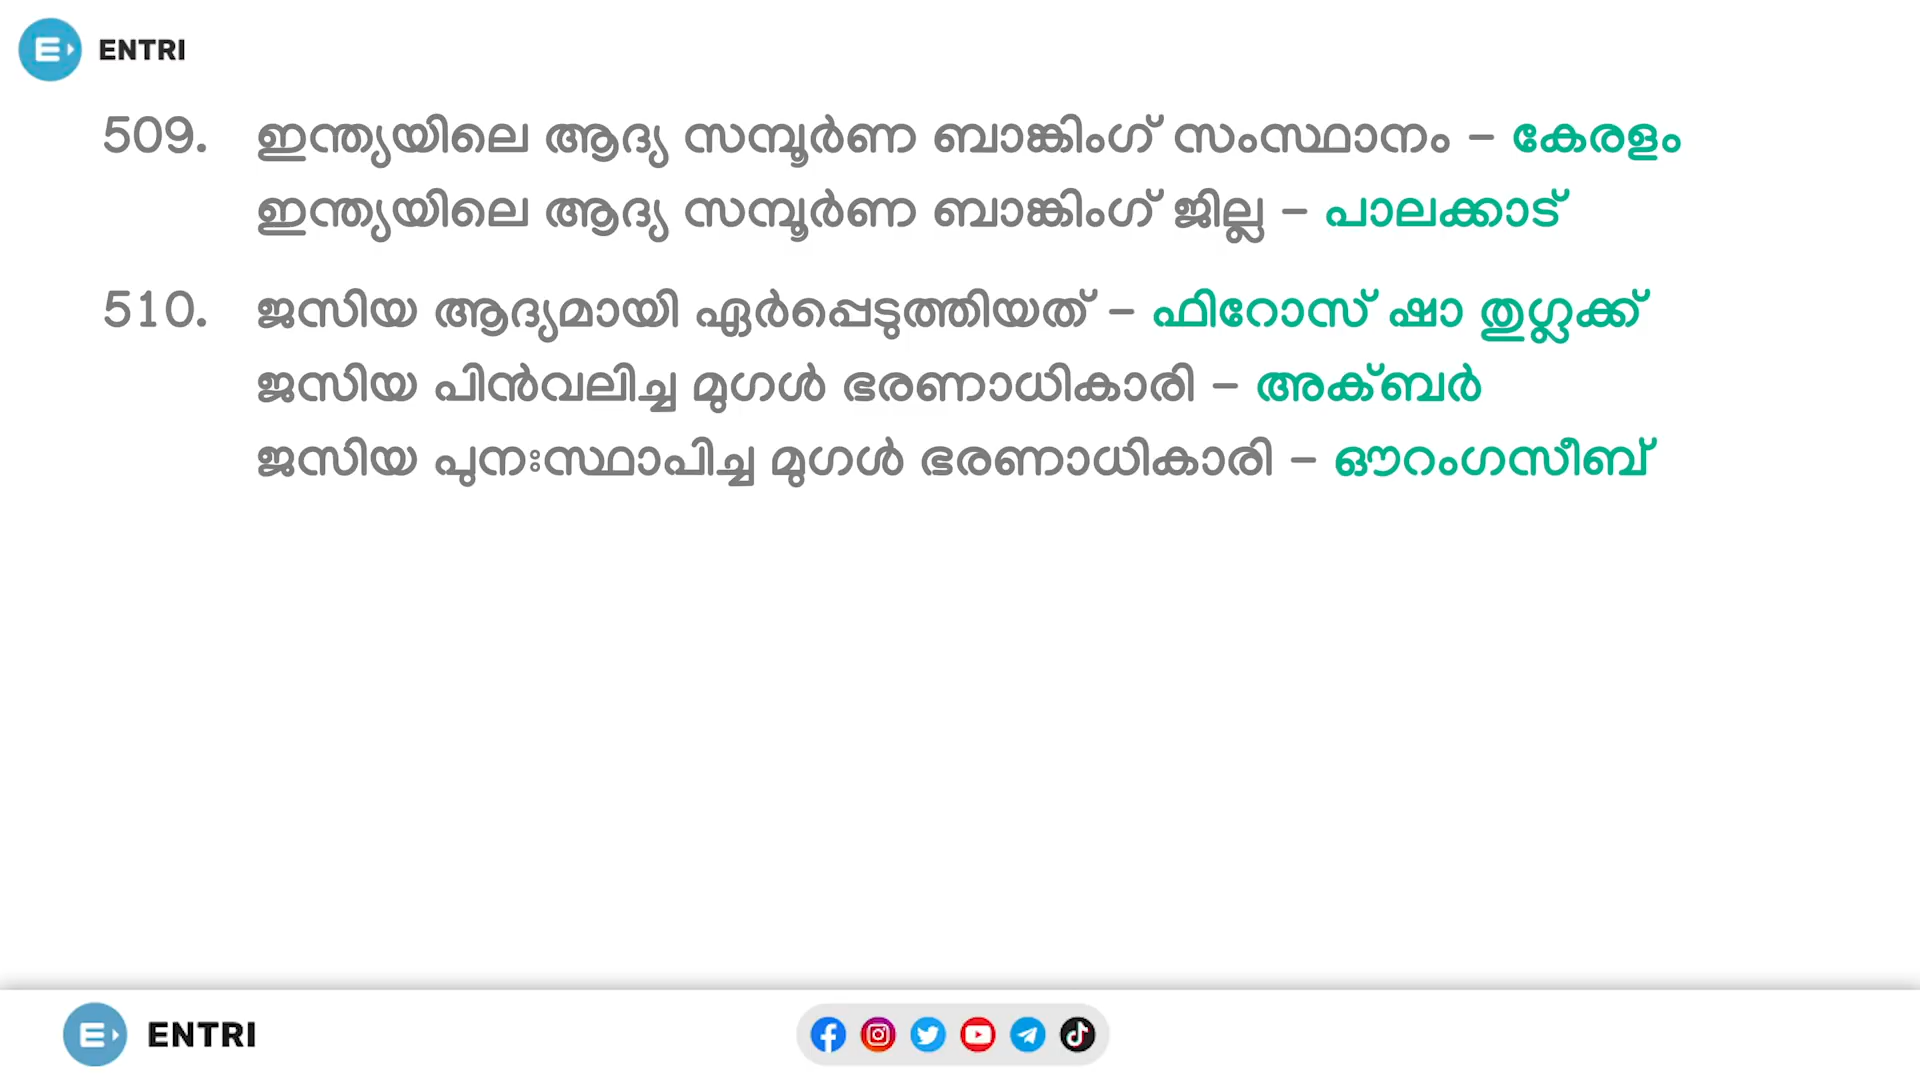 ENTRI
509. ഇന്ത്യയിലെ ആദ്യ സമ്പൂർണ ബാങ്കിംഗ് സംസ്ഥാനം – കേരളം
ഇന്ത്യയിലെ ആദ്യ സമ്പൂർണ ബാങ്കിംഗ് ജില്ല – പാലക്കാട്
510. ജസിയ ആദ്യമായി ഏർപ്പെടുത്തിയത് – ഫിറോസ് ഷാ തുഗ്ലക്ക്
ജസിയ പിൻവലിച്ച മുഗൾ ഭരണാധികാരി – അക്ബർ
ജസിയ പുനഃസ്ഥാപിച്ച മുഗൾ ഭരണാധികാരി – ഔറംഗസീബ്
ENTRI